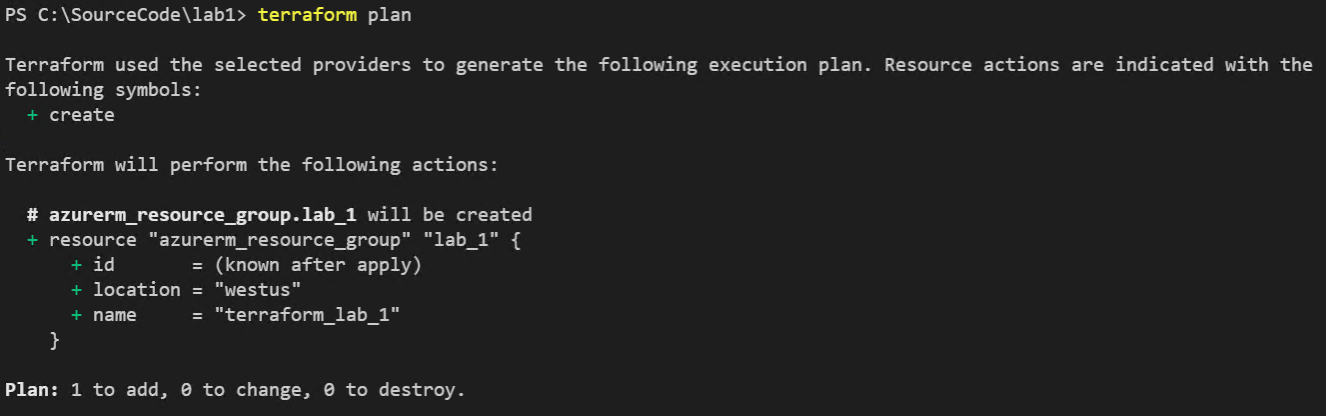 PS C:\SourceCode\lab1> terraform plan
Terraform used the selected providers to generate the following execution plan. Resource actions are indicated with the
following symbols:
  + create
Terraform will perform the following actions:
  # azurerm_resource_group.lab_1 will be created
  + resource "azurerm_resource_group" "lab_1" {
      + id       = (known after apply)
      + location = "westus"
      + name     = "terraform_lab_1"
    }
Plan: 1 to add, 0 to change, 0 to destroy.